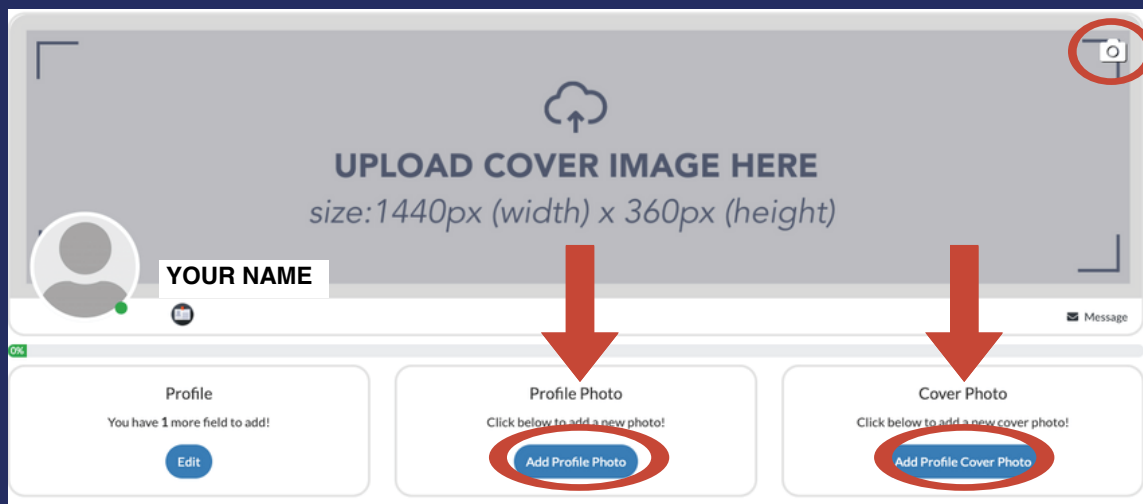 UPLOAD COVER IMAGE HERE
size:1440px (width) x 360px (height)
YOUR NAME
Message
0%
Profile
You have 1 more field to add!
Edit
Profile Photo
Click below to add a new photo!
Add Profile Photo
Cover Photo
Click below to add a new cover photo!
Add Profile Cover Photo